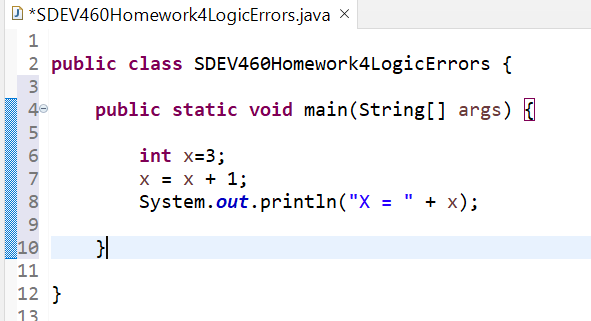 *SDEV460Homework4LogicErrors.java
1
2 public class SDEV460Homework4LogicErrors {
3
4 public static void main(String[] args) {
5
6 int x=3;
7 x = x + 1;
8 System.out.println("X = " + x);
9
10 }
11
12 }
13